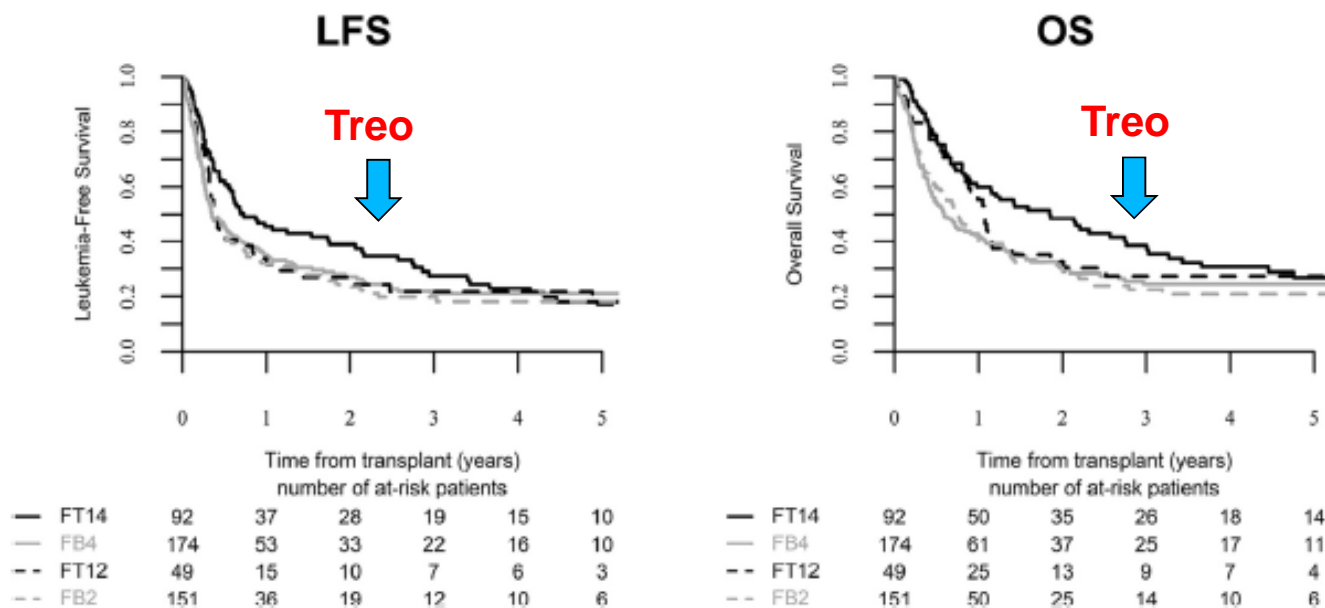 LFS
Treo
Leukemia-Free Survival
1.0
0.8
0.6
0.4
0.2
0.0
0 1 2 3 4 5
Time from transplant (years)
number of at-risk patients
FT14 92 37 28 19 15 10
FB4 174 53 33 22 16 10
FT12 49 15 10 7 6 3
FB2 151 36 19 12 10 6
OS
Treo
Overall Survival
1.0
0.8
0.6
0.4
0.2
0.0
0 1 2 3 4 5
Time from transplant (years)
number of at-risk patients
FT14 92 50 35 26 18 14
FB4 174 61 37 25 17 11
FT12 49 25 13 9 7 4
FB2 151 50 25 14 10 6